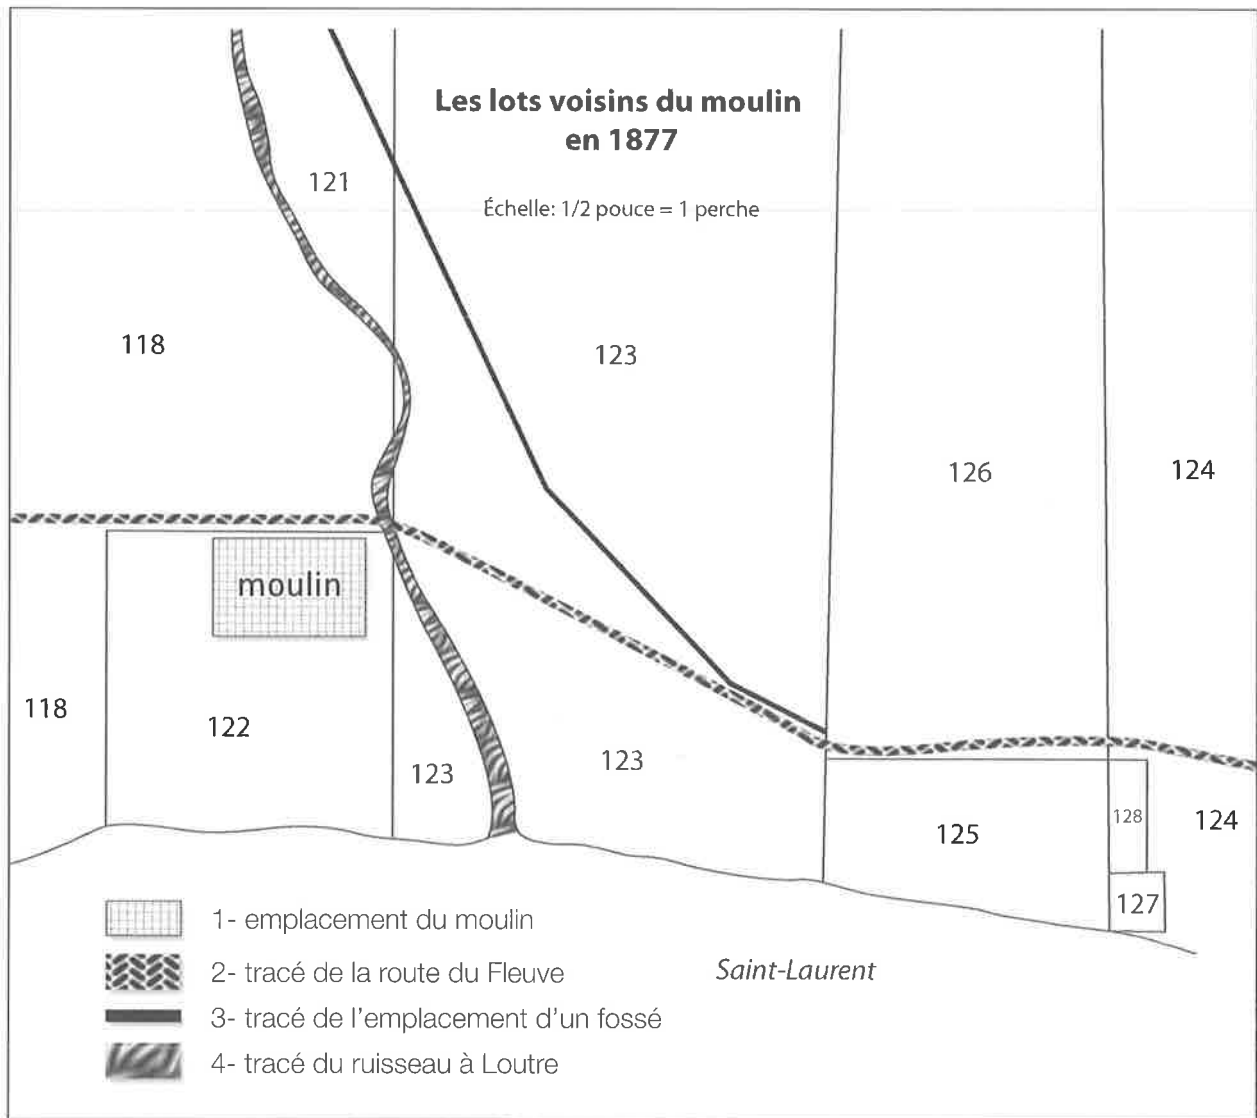 Les lots voisins du moulin
en 1877
121
Échelle: 1/2 pouce = 1 perche
118
123
126
124
moulin
118
122
123
123
125
128
124
127
1- emplacement du moulin
2- tracé de la route du Fleuve
Saint-Laurent
3- tracé de l'emplacement d'un fossé
4- tracé du ruisseau à Loutre